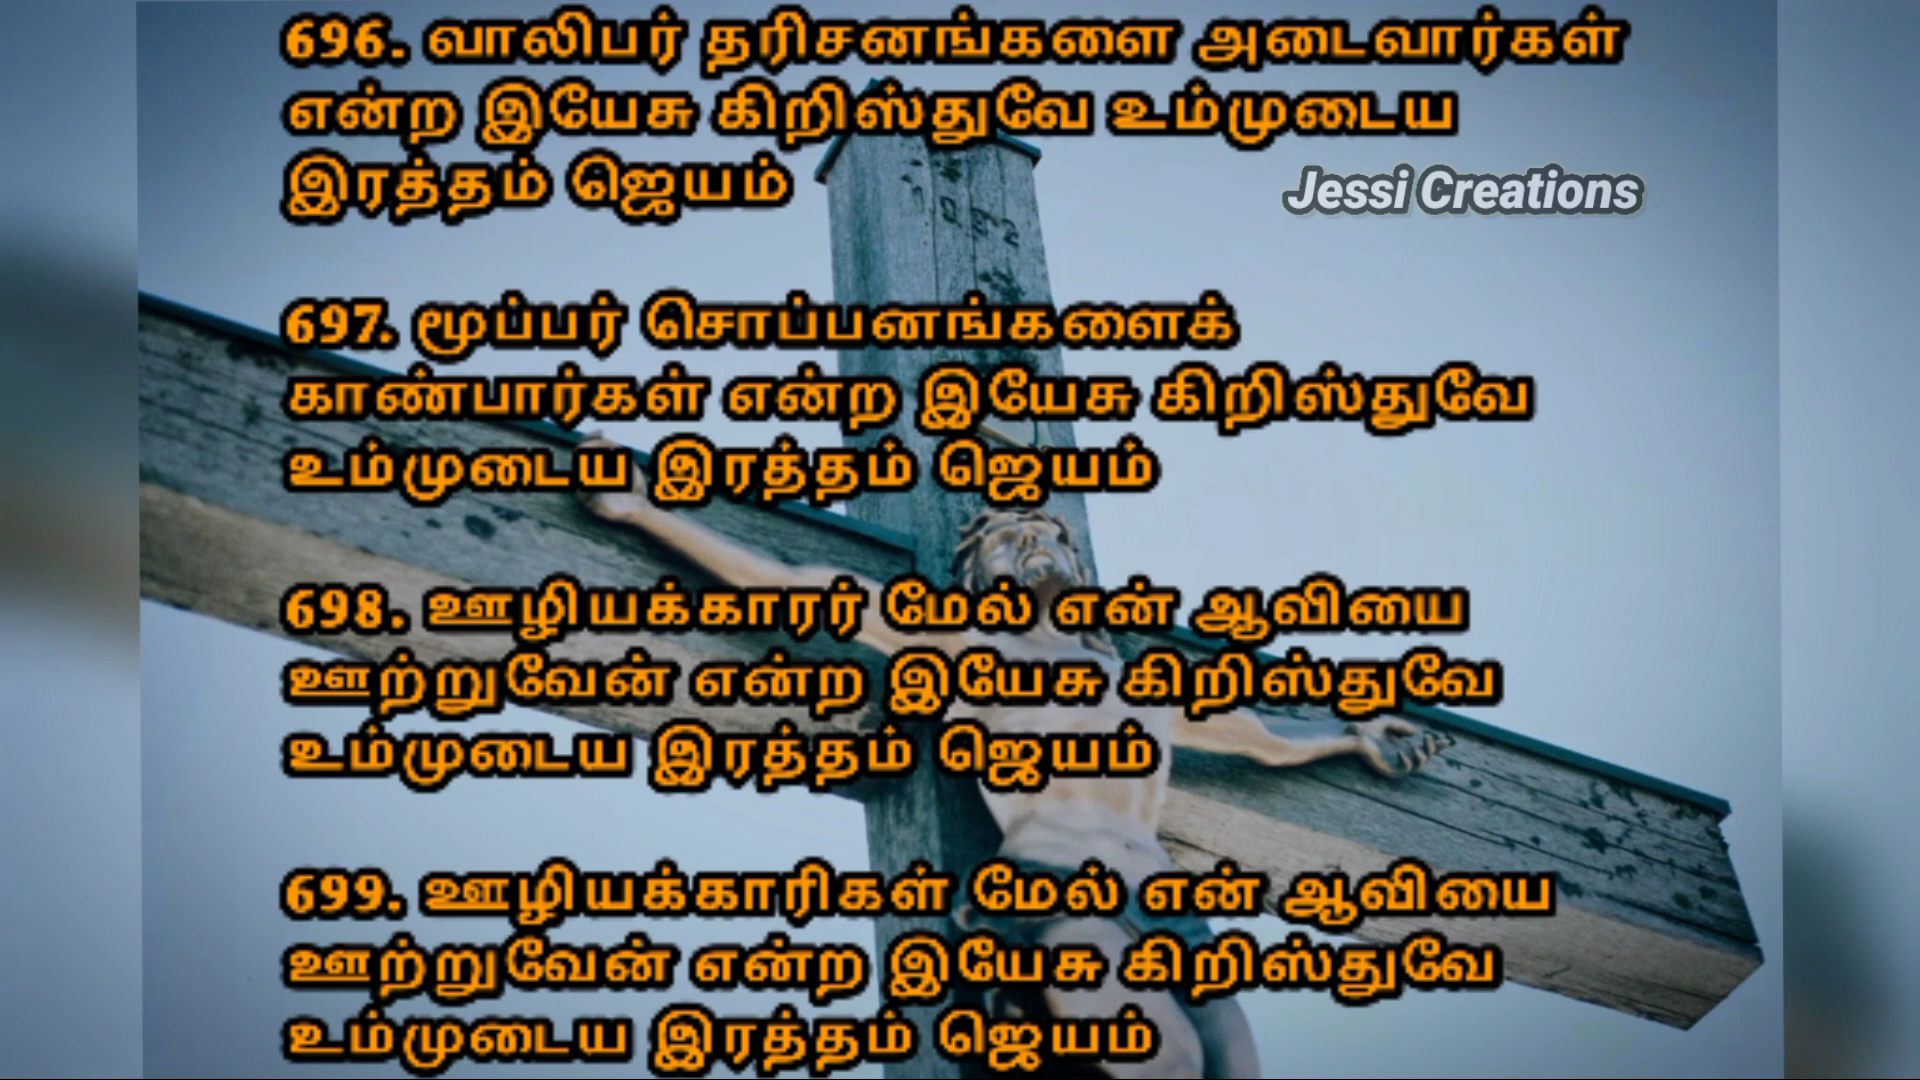 696. வாலிபர் தரிசனங்களை அடைவார்கள்
என்ற இயேசு கிறிஸ்துவே உம்முடைய
இரத்தம் ஜெயம்
Jessi Creations
697. மூப்பர் சொப்பனங்களைக்
காண்பார்கள் என்ற இயேசு கிறிஸ்துவே
உம்முடைய இரத்தம் ஜெயம்
698. ஊழியக்காரர் மேல் என் ஆவியை
ஊற்றுவேன் என்ற இயேசு கிறிஸ்துவே
உம்முடைய இரத்தம் ஜெயம்
699. ஊழியக்காரிகள் மேல் என் ஆவியை
ஊற்றுவேன் என்ற இயேசு கிறிஸ்துவே
உம்முடைய இரத்தம் ஜெயம்